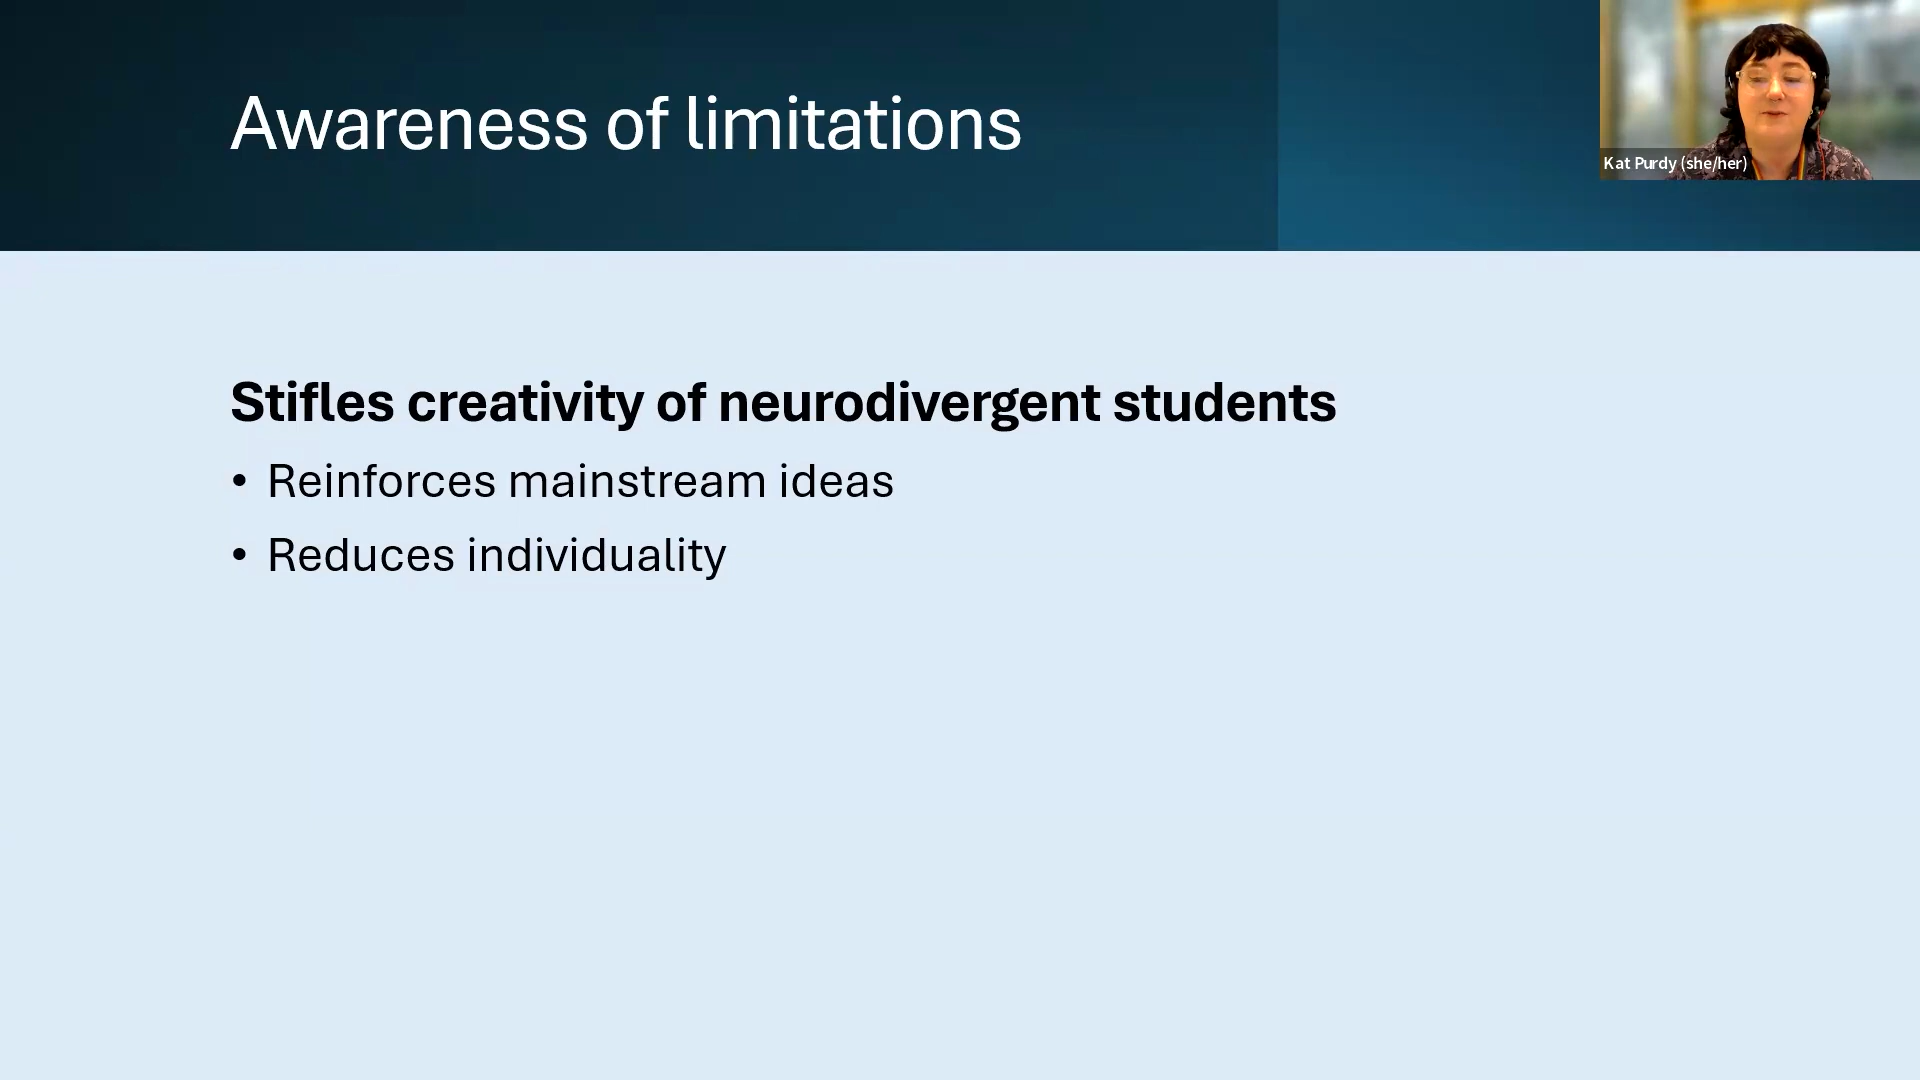 Awareness of limitations
Kat Purdy (she/her)
Stifles creativity of neurodivergent students
• Reinforces mainstream ideas
• Reduces individuality